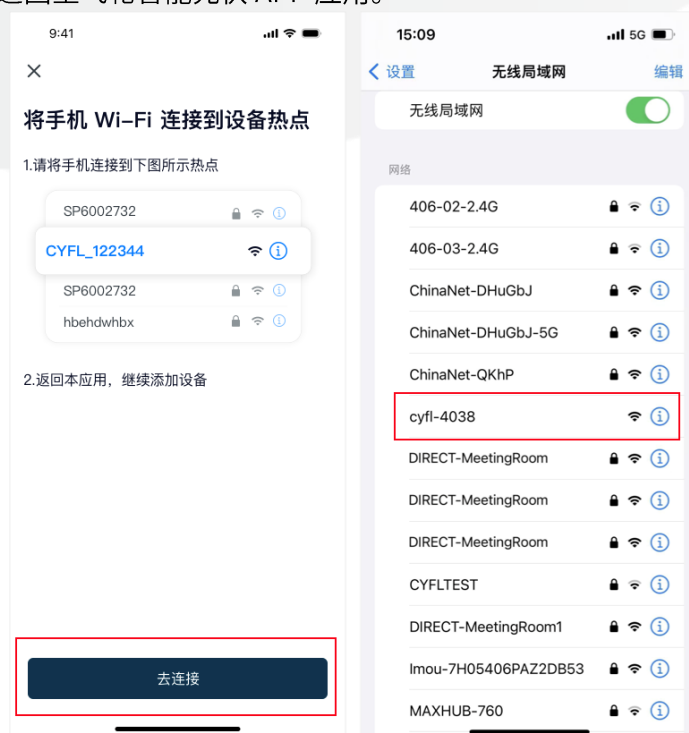 9:41
将手机 Wi-Fi 连接到设备热点
1.请将手机连接到下图所示热点
SP6002732
CYFL_122344
SP6002732
hbehdwhbx
2.返回本应用，继续添加设备
去连接
15:09
5G
设置
无线局域网
编辑
无线局域网
网络
406-02-2.4G
406-03-2.4G
ChinaNet-DHuGbJ
ChinaNet-DHuGbJ-5G
ChinaNet-QKhP
cyfl-4038
DIRECT-MeetingRoom
DIRECT-MeetingRoom
DIRECT-MeetingRoom
CYFLTEST
DIRECT-MeetingRoom1
Imou-7H05406PAZ2DB53
MAXHUB-760